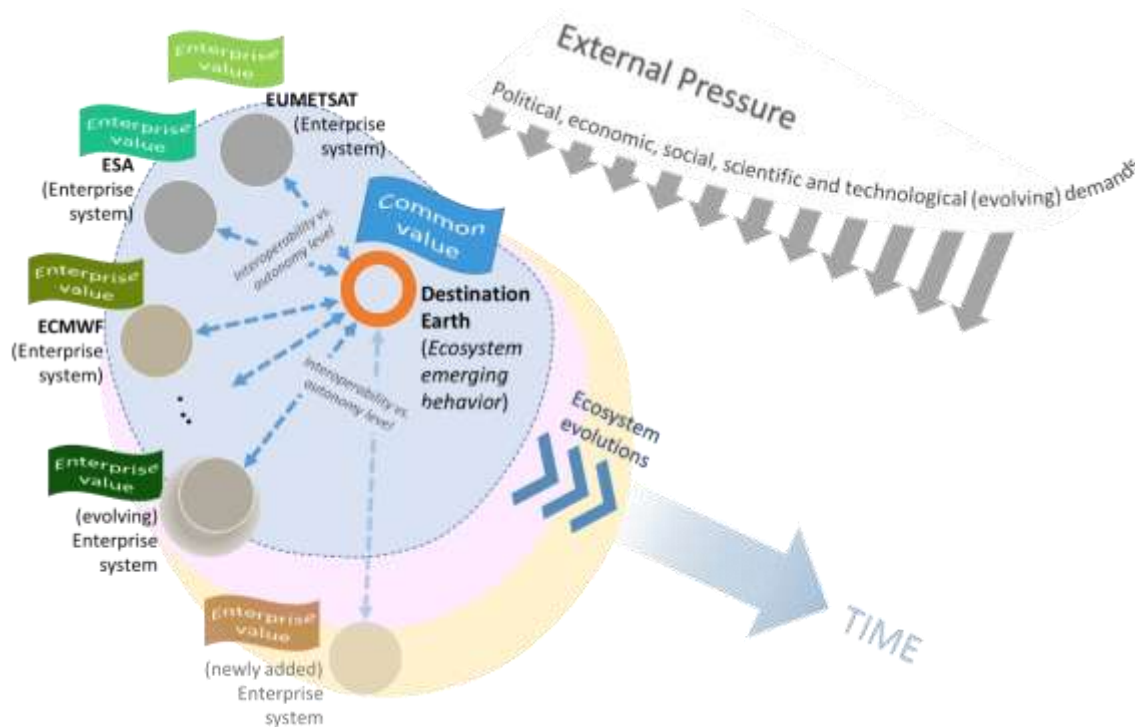 Enterprise
value
EUMETSAT
(Enterprise
system)
Enterprise
value
ESA
(Enterprise
system)
Enterprise
value
ECMWF
(Enterprise
system)
Enterprise
value
(evolving)
Enterprise
system
Enterprise
value
(newly added)
Enterprise
system
Interoperability vs.
autonomy level
Interoperability vs.
autonomy level
Common
value
Destination
Earth
(Ecosystem
emerging
behavior)
Ecosystem
evolutions
External Pressure
Political, economic, social, scientific and technological (evolving) demands
TIME